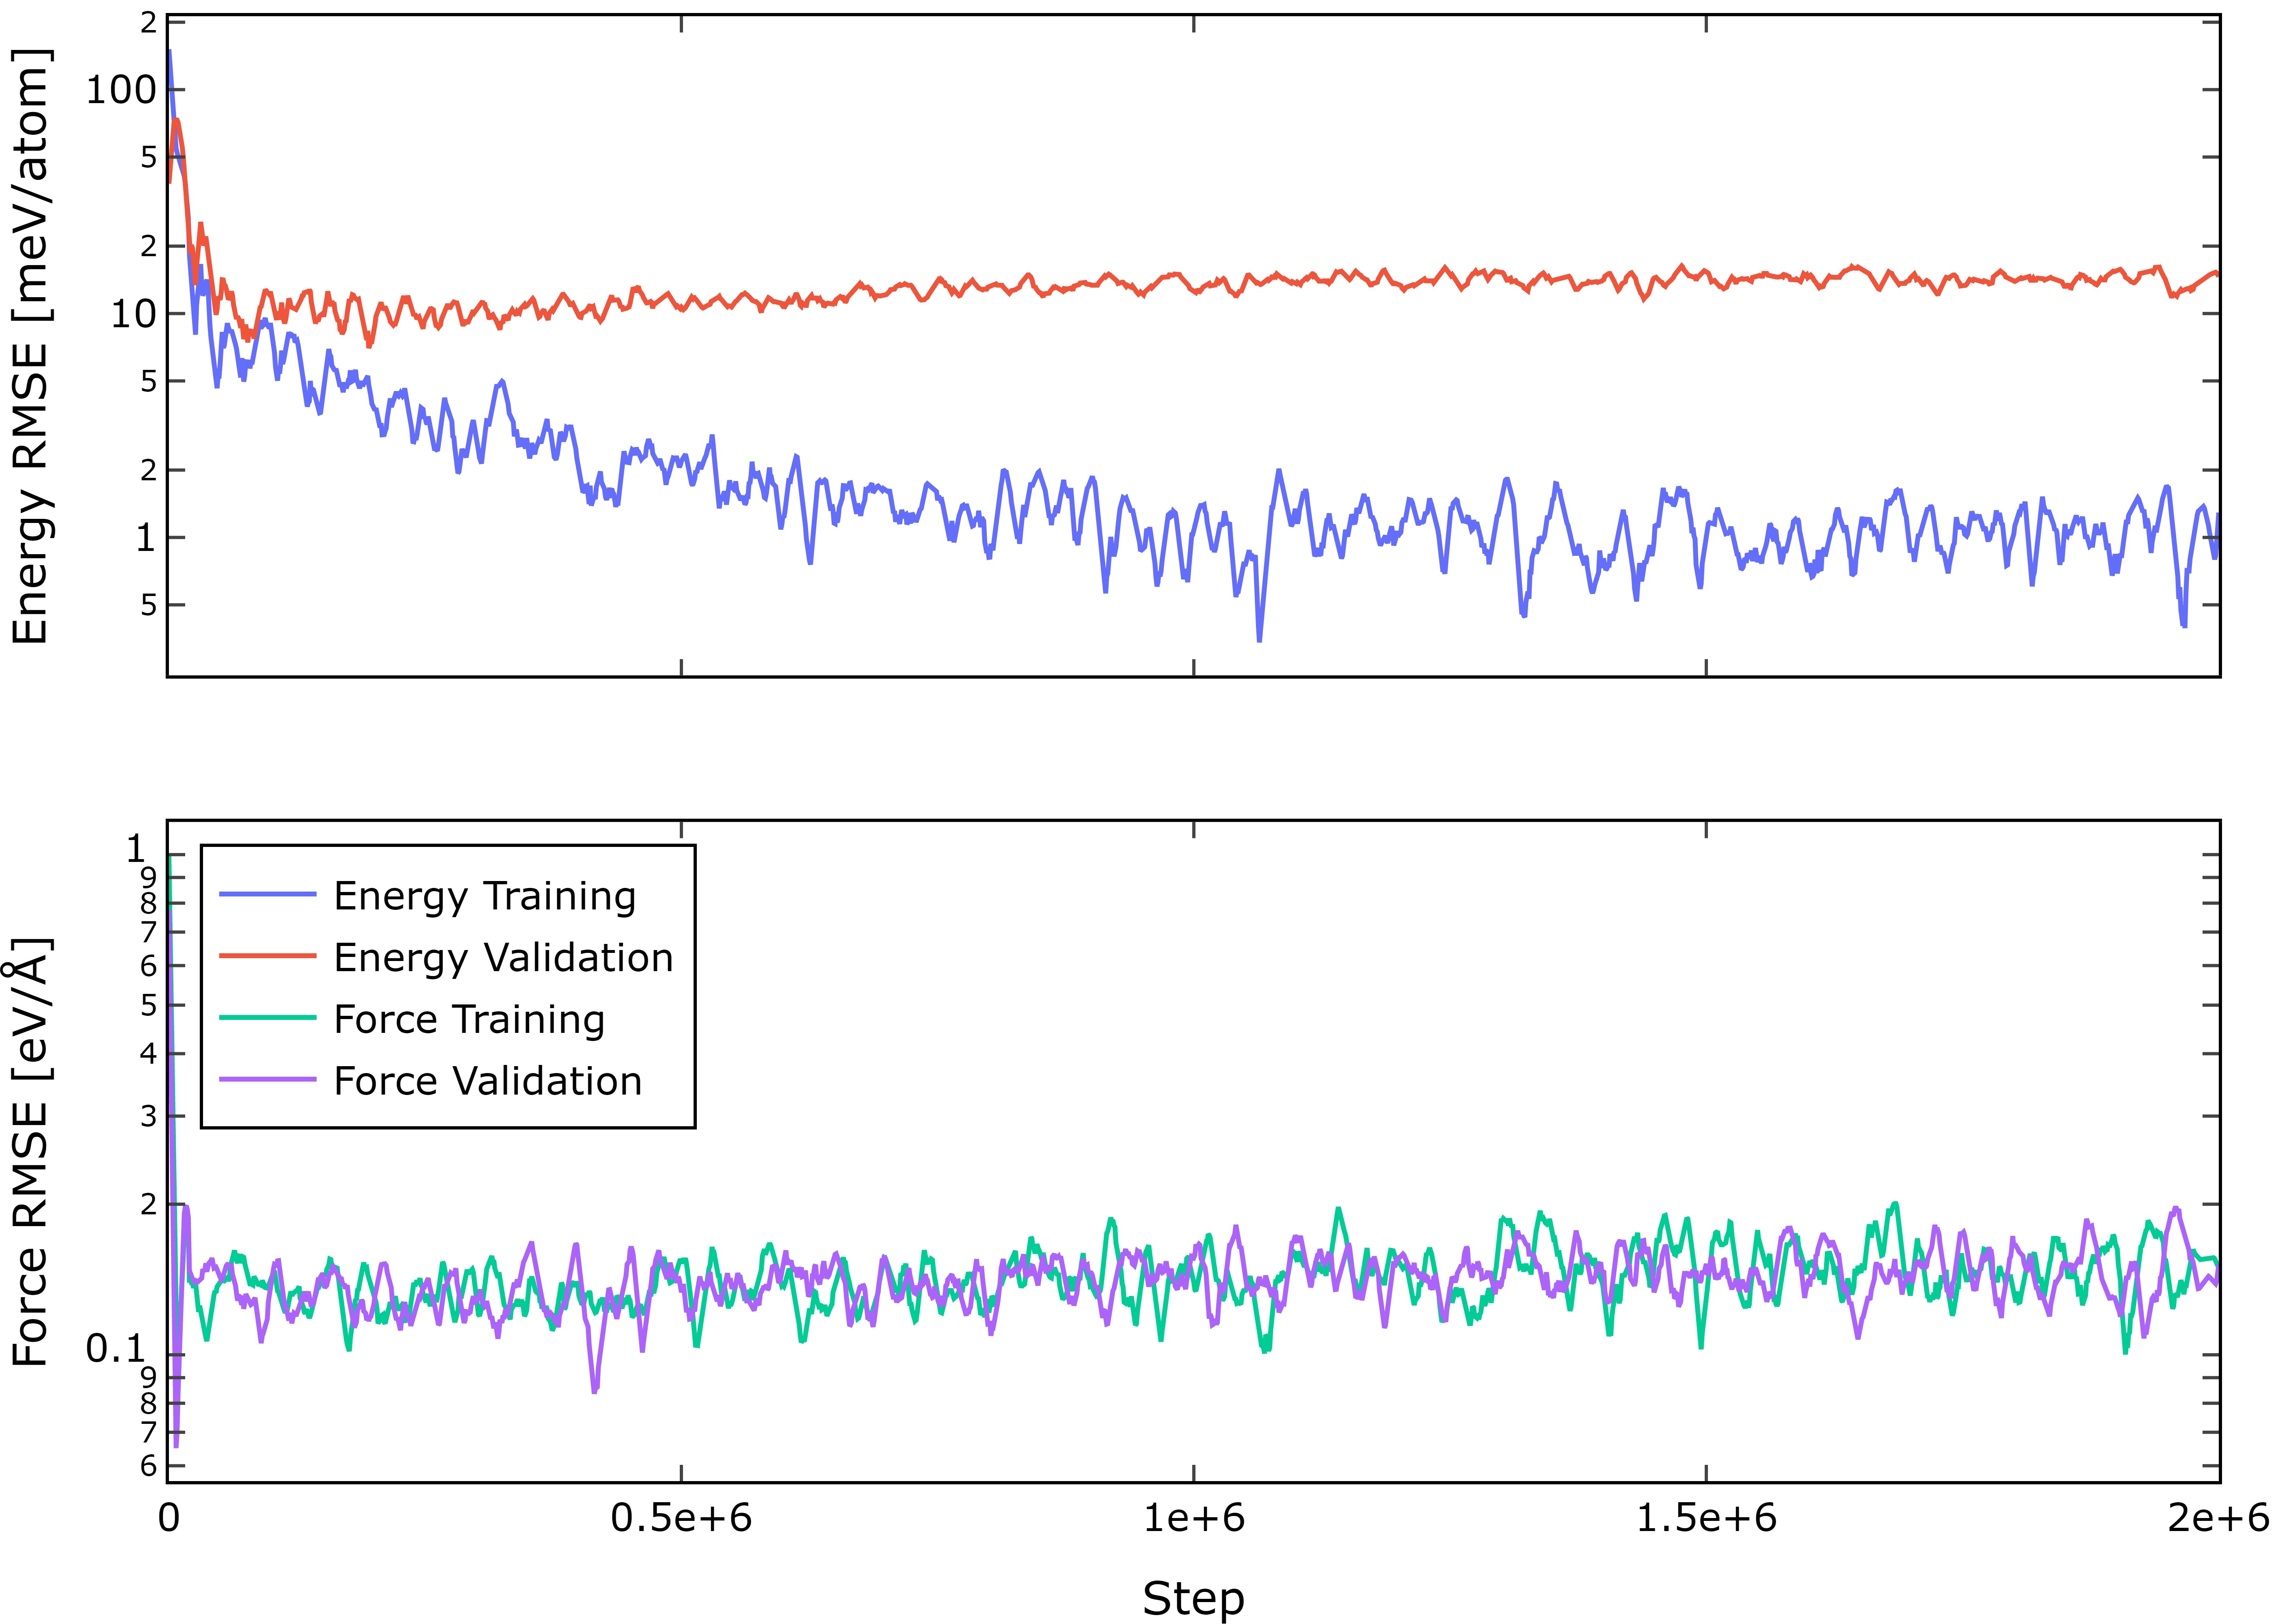 Energy RMSE [meV/atom]
2
100
5
2
10
5
2
1
5
Force RMSE [eV/Å]
1
9
8
7
6
5
4
3
2
0.1
9
8
7
6
Energy Training
Energy Validation
Force Training
Force Validation
0 0.5e+6 1e+6 1.5e+6 2e+6
Step